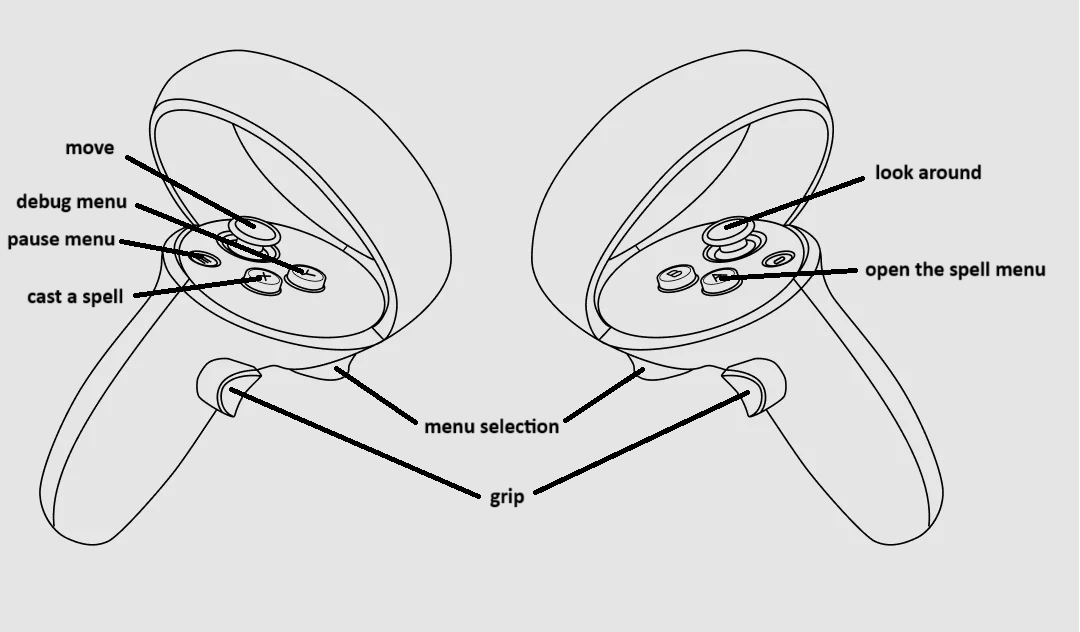 move
debug menu
pause menu
cast a spell
look around
open the spell menu
menu selection
grip